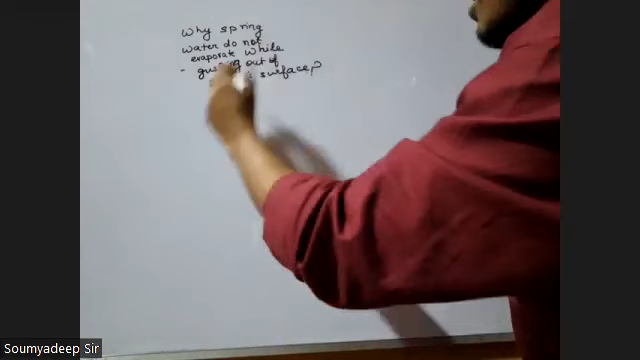 Why spring
water do not
evaporate while
out of
surface?
Soumyadeep Sir